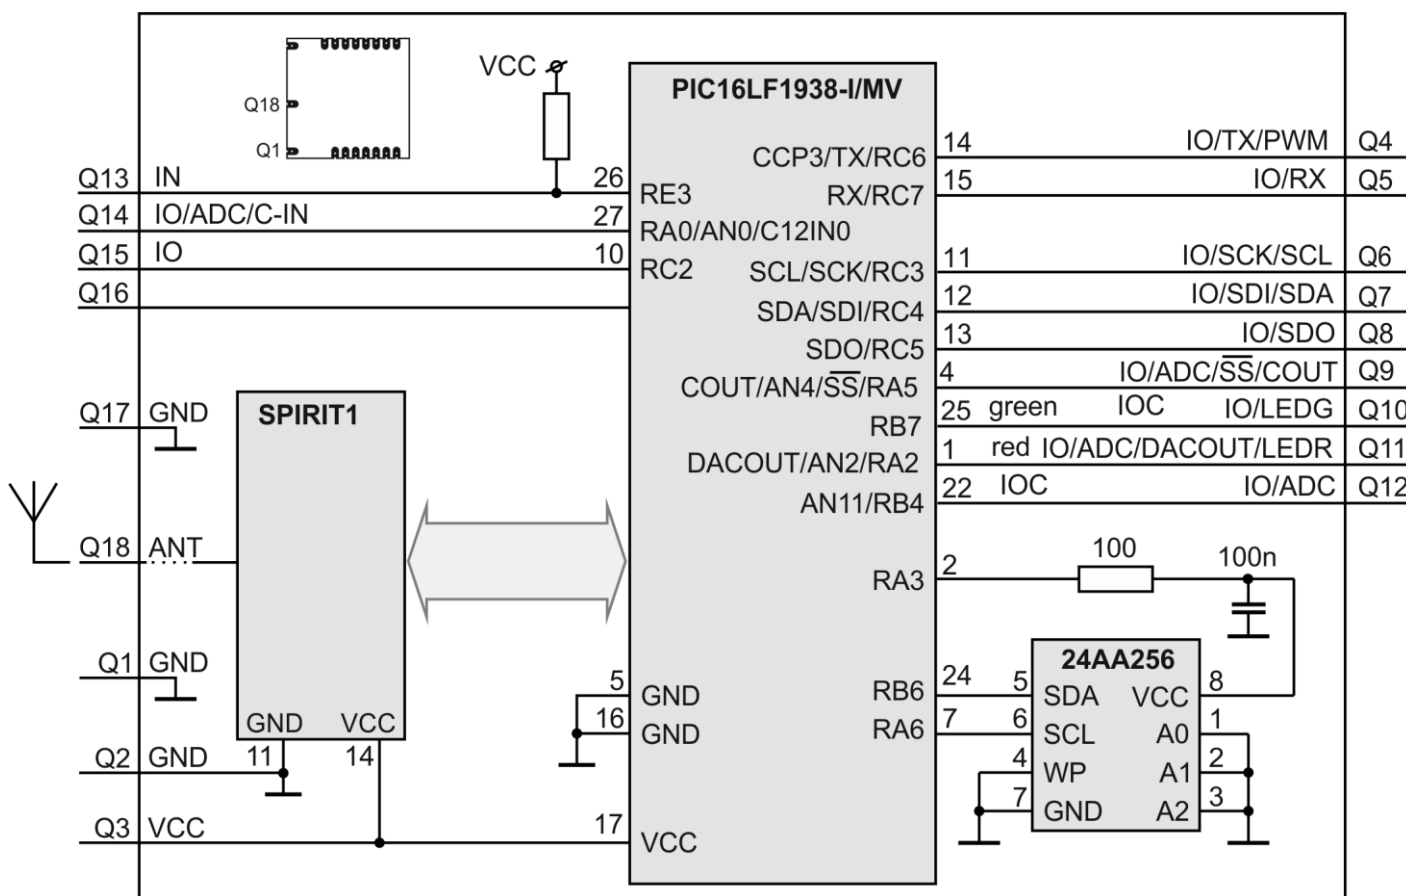 Q18
Q1
VCC
PIC16LF1938-I/MV
Q13 IN 26 RE3
Q14 IO/ADC/C-IN 27 RA0/AN0/C12IN0
Q15 IO 10 RC2
Q16
CCP3/TX/RC6 14 IO/TX/PWM Q4
RX/RC7 15 IO/RX Q5
SCL/SCK/RC3 11 IO/SCK/SCL Q6
SDA/SDI/RC4 12 IO/SDI/SDA Q7
SDO/RC5 13 IO/SDO Q8
COUT/AN4/S̅S̅/RA5 4 IO/ADC/S̅S̅/COUT Q9
RB7 25 green IOC IO/LEDG Q10
DACOUT/AN2/RA2 1 red IO/ADC/DACOUT/LEDR Q11
AN11/RB4 22 IOC IO/ADC Q12
Q17 GND
SPIRIT1
Q18 ANT
Q1 GND
GND VCC
Q2 GND 11 14
Q3 VCC 17 VCC
5 GND
16 GND
RA3 2 100 100n
24AA256
RB6 24 5 SDA VCC 8
RA6 7 6 SCL A0 1
4 WP A1 2
7 GND A2 3